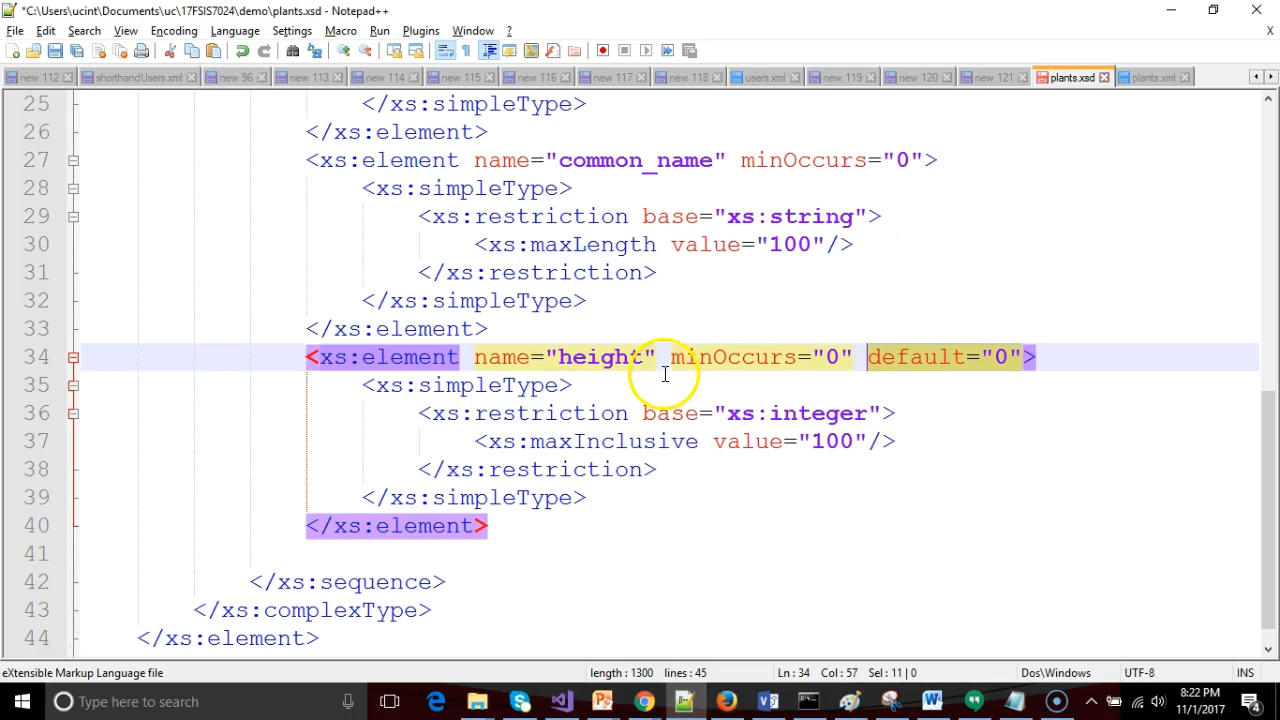 *C:\Users\ucint\Documents\uc\17FSIS7024\demo\plants.xsd - Notepad++
File Edit Search View Encoding Language Settings Macro Run Plugins Window ? X
new 112 shorthandUsers.xml new 96 new 113 new 114 new 115 new 116 new 117 new 118 users.xml new 119 new 120 new 121 plants.xsd plants.xml
25 </xs:simpleType>
26 </xs:element>
27 <xs:element name="common_name" minOccurs="0">
28 <xs:simpleType>
29 <xs:restriction base="xs:string">
30 <xs:maxLength value="100"/>
31 </xs:restriction>
32 </xs:simpleType>
33 </xs:element>
34 <xs:element name="height" minOccurs="0" default="0">
35 <xs:simpleType>
36 <xs:restriction base="xs:integer">
37 <xs:maxInclusive value="100"/>
38 </xs:restriction>
39 </xs:simpleType>
40 </xs:element>
41
42 </xs:sequence>
43 </xs:complexType>
44 </xs:element>
eXtensible Markup Language file length : 1300 lines : 45 Ln : 34 Col : 57 Sel : 11 | 0 Dos\Windows UTF-8 INS
Type here to search 8:22 PM
11/1/2017